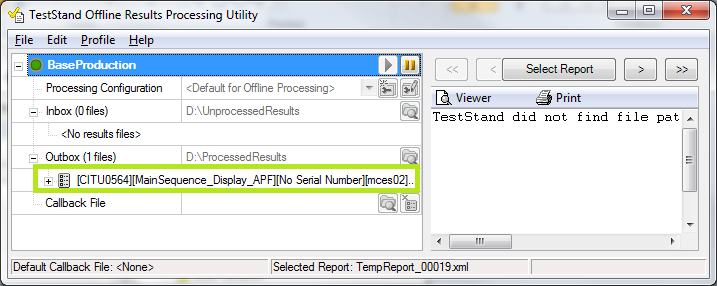 TestStand Offline Results Processing Utility
File Edit Profile Help
BaseProduction
Processing Configuration <Default for Offline Processing>
Inbox (0 files) D:\UnprocessedResults
<No results files>
Outbox (1 files) D:\ProcessedResults
[CITU0564][MainSequence_Display_APF][No Serial Number][mces02]..
Callback File
<< < Select Report > >>
Viewer Print
TestStand did not find file pat
Default Callback File: <None> Selected Report: TempReport_00019.xml